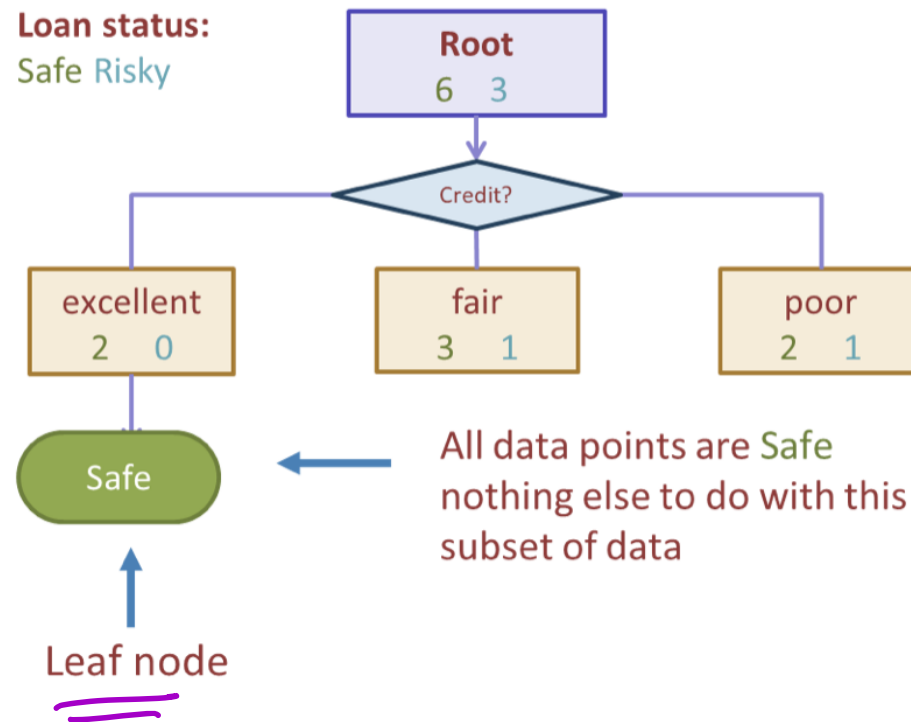 Loan status:
Safe Risky
Root
6 3
Credit?
excellent
2 0
fair
3 1
poor
2 1
Safe
All data points are Safe
nothing else to do with this
subset of data
Leaf node